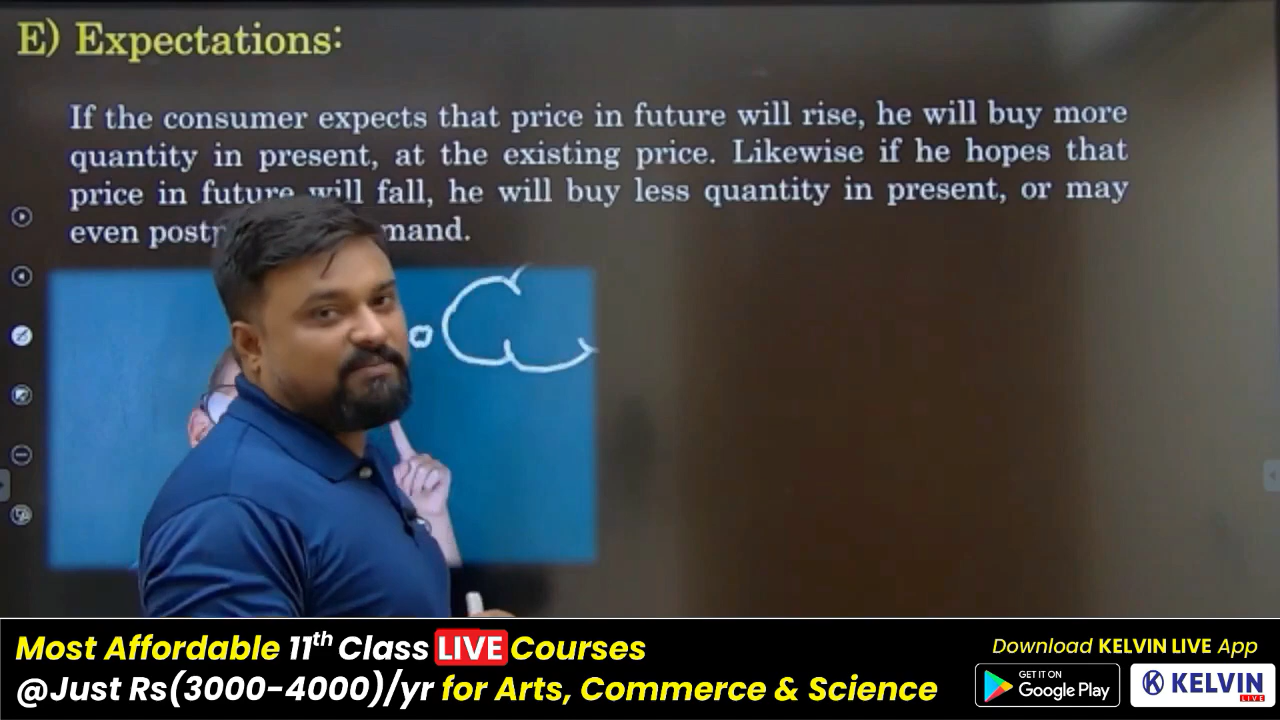 E) Expectations:
If the consumer expects that price in future will rise, he will buy more
quantity in present, at the existing price. Likewise if he hopes that
price in future will fall, he will buy less quantity in present, or may
even
Most Affordable 11th Class LIVE Courses
@Just Rs(3000-4000)/yr for Arts, Commerce & Science
Download KELVIN LIVE App
GET IT ON
Google Play
KELVIN
LIVE